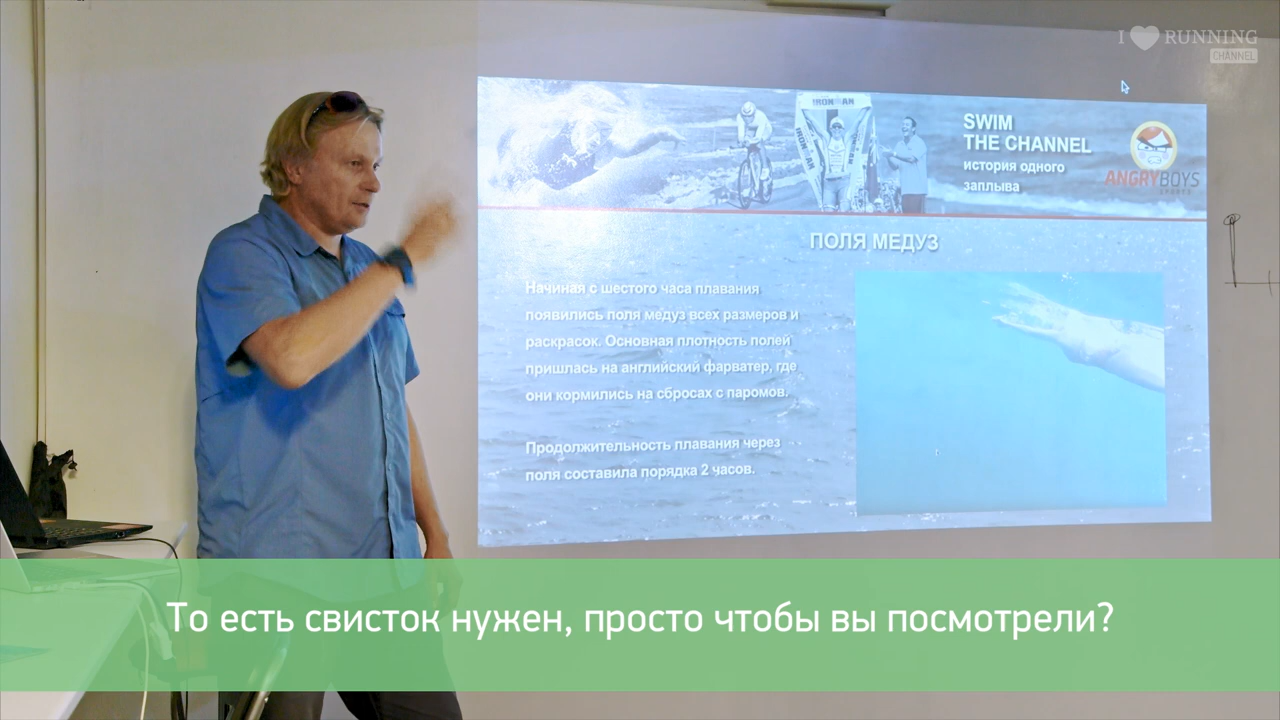 I RUNNING
CHANNEL
IRONMAN
SWIM
THE CHANNEL
история одного
заплыва
ANGRYBOYS
SPORTS
ПОЛЯ МЕДУЗ
Начиная с шестого часа плавания
появились поля медуз всех размеров и
раскрасок. Основная плотность полей
пришлась на английский фарватер, где
они кормились на сбросах с паромов.
Продолжительность плавания через
поля составила порядка 2 часов.
То есть свисток нужен, просто чтобы вы посмотрели?